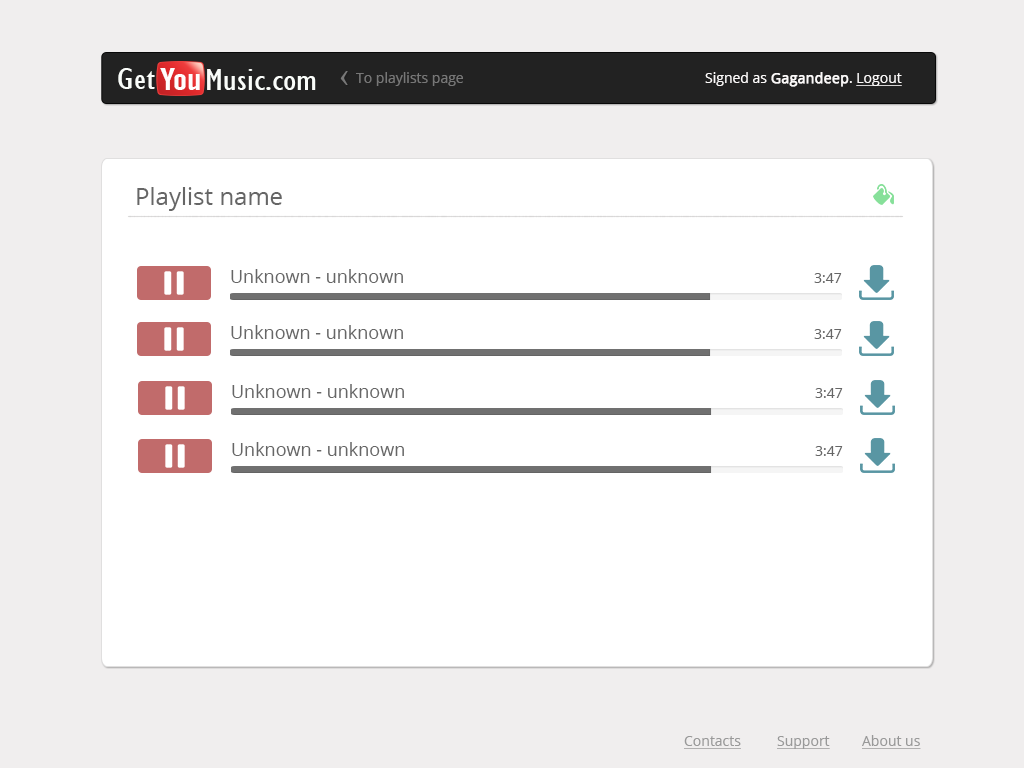 GetYouMusic.com
To playlists page
Signed as Gagandeep. Logout
Playlist name
Unknown - unknown 3:47
Unknown - unknown 3:47
Unknown - unknown 3:47
Unknown - unknown 3:47
Contacts Support About us